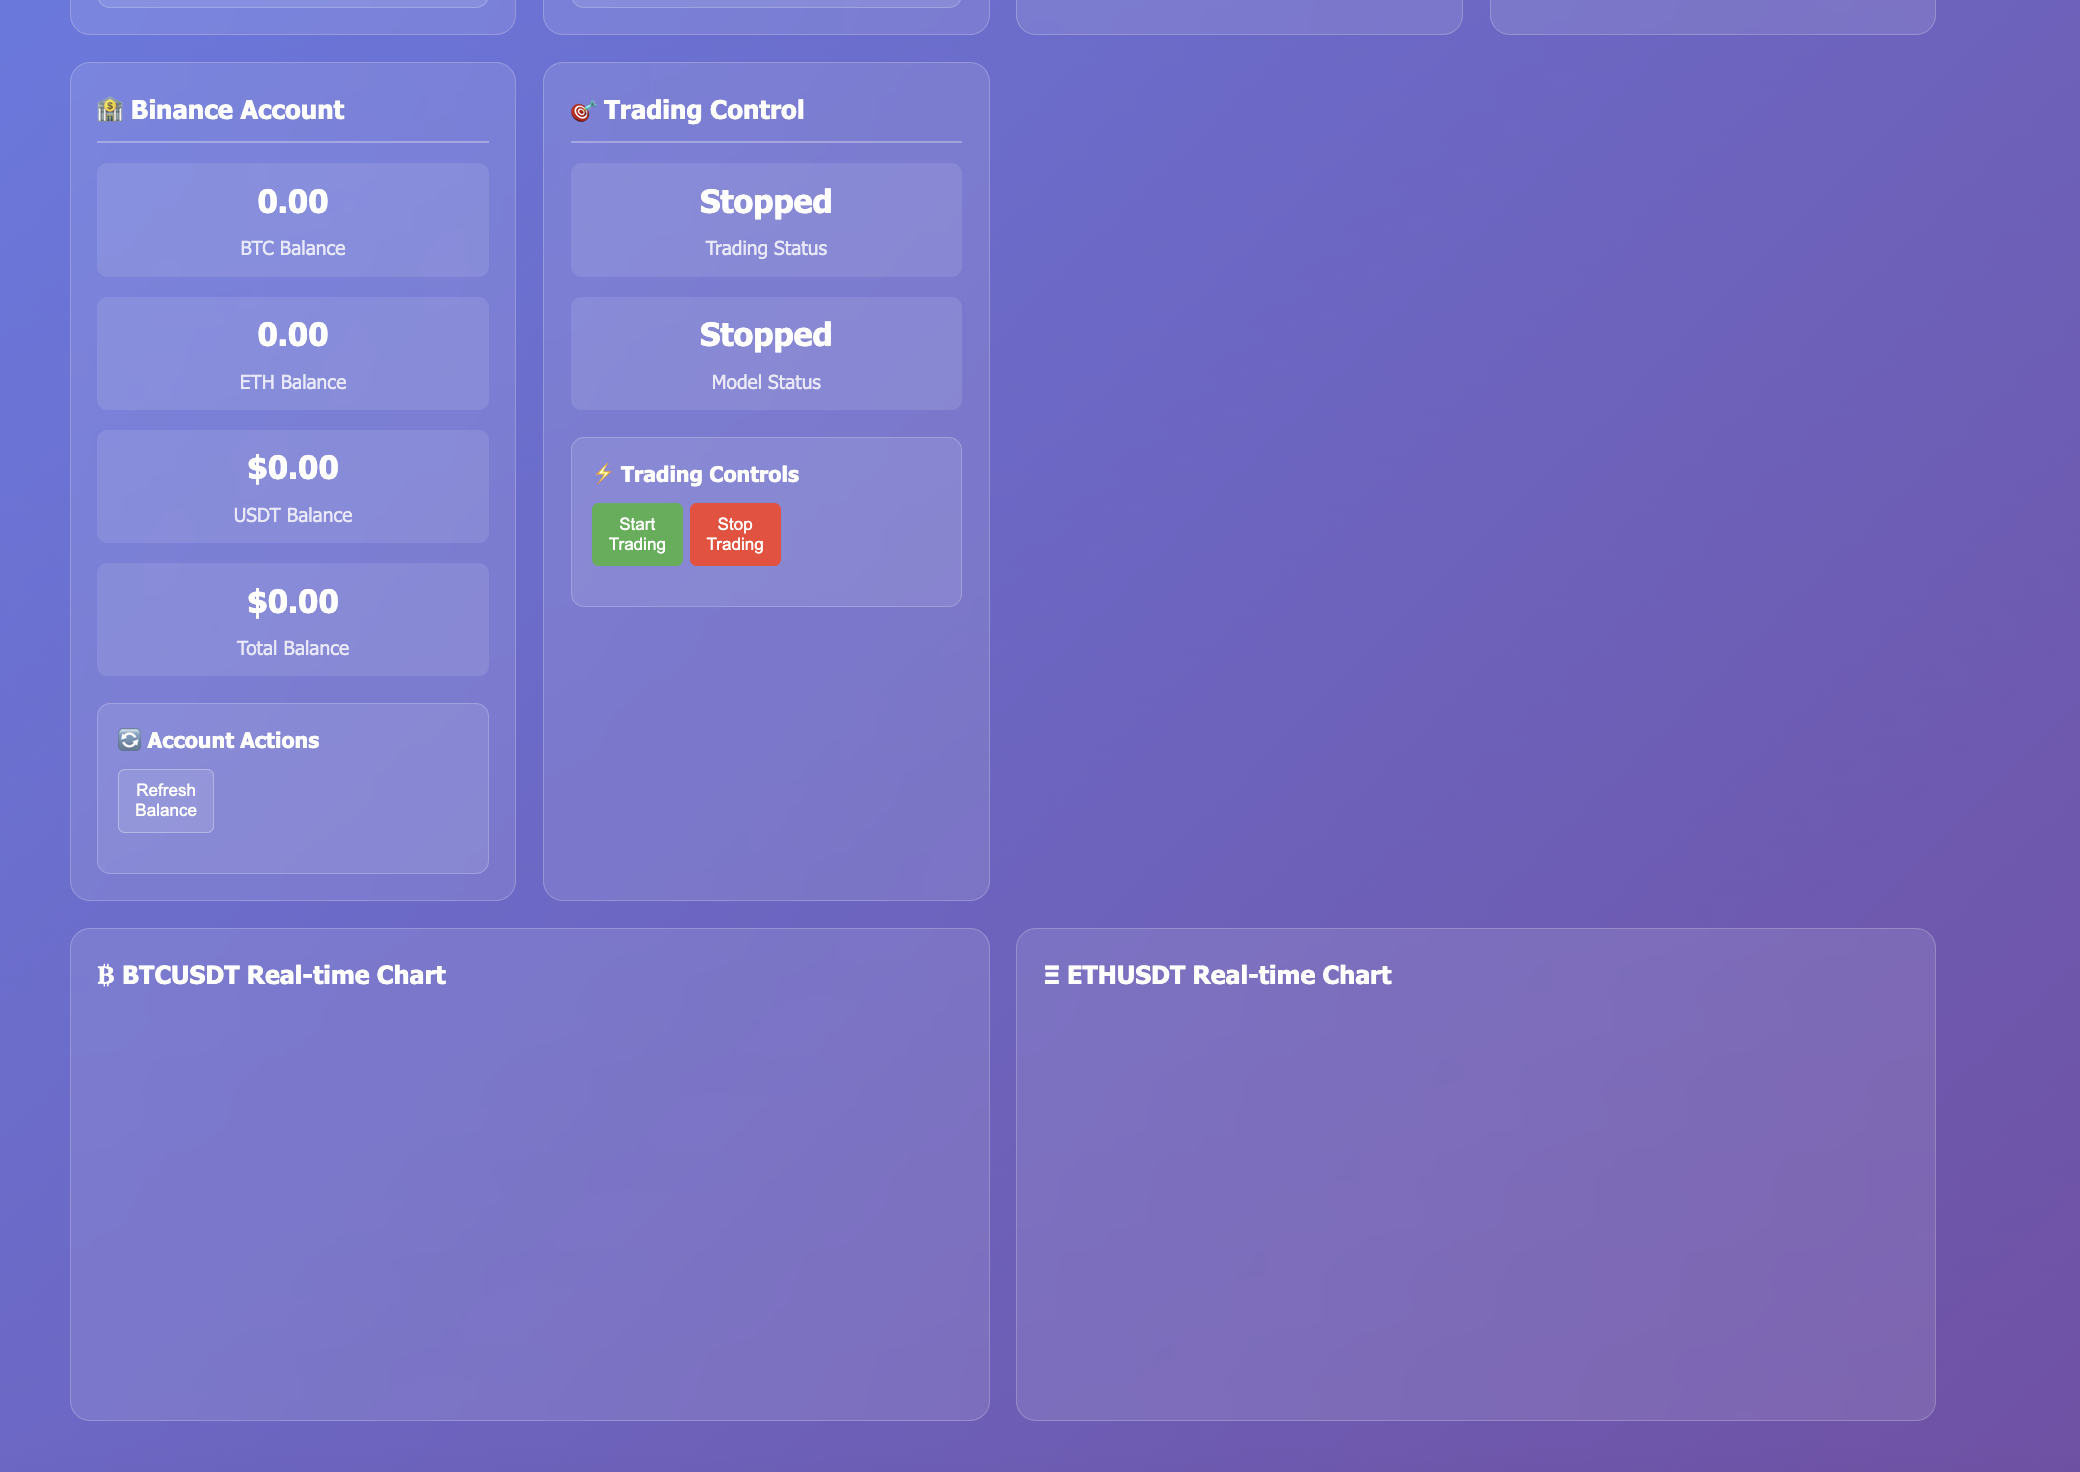 Binance Account
0.00
BTC Balance
0.00
ETH Balance
$0.00
USDT Balance
$0.00
Total Balance
Account Actions
Refresh
Balance
Trading Control
Stopped
Trading Status
Stopped
Model Status
⚡ Trading Controls
Start
Trading
Stop
Trading
₿ BTCUSDT Real-time Chart
Ξ ETHUSDT Real-time Chart